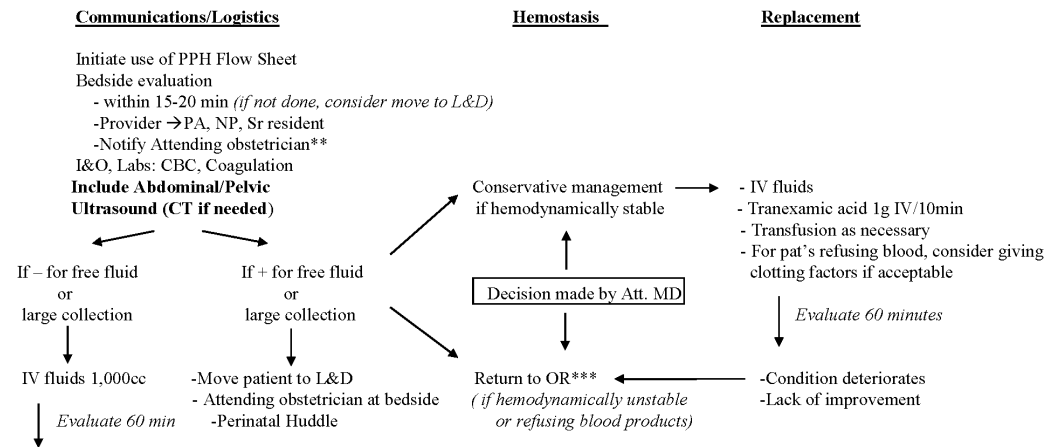 Communications/Logistics
Initiate use of PPH Flow Sheet
Bedside evaluation
- within 15-20 min (if not done, consider move to L&D)
-Provider →PA, NP, Sr resident
-Notify Attending obstetrician**
I&O, Labs: CBC, Coagulation
Include Abdominal/Pelvic
Ultrasound (CT if needed)
If – for free fluid
or
large collection
IV fluids 1,000cc
Evaluate 60 min
If + for free fluid
or
large collection
-Move patient to L&D
- Attending obstetrician at bedside
-Perinatal Huddle
Hemostasis
Conservative management
if hemodynamically stable
Decision made by Att. MD
Return to OR***
( if hemodynamically unstable
or refusing blood products)
Replacement
- IV fluids
- Tranexamic acid 1g IV/10min
- Transfusion as necessary
- For pat’s refusing blood, consider giving
clotting factors if acceptable
Evaluate 60 minutes
-Condition deteriorates
-Lack of improvement